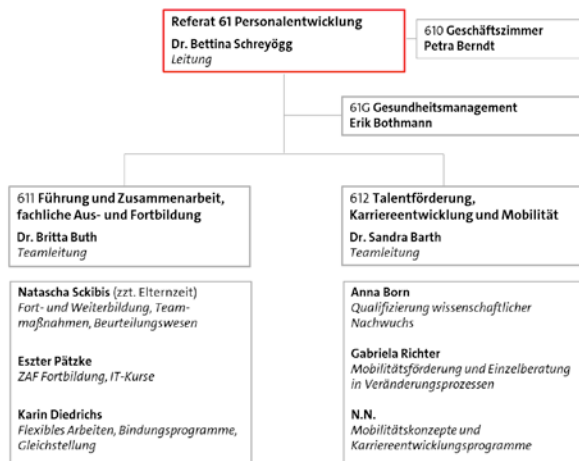 Referat 61 Personalentwicklung
Dr. Bettina Schreyögg
Leitung
610 Geschäftszimmer
Petra Berndt
61G Gesundheitsmanagement
Erik Bothmann
611 Führung und Zusammenarbeit,
fachliche Aus- und Fortbildung
Dr. Britta Buth
Teamleitung
Natascha Sckibis (zzt. Elternzeit)
Fort- und Weiterbildung, Team-
maßnahmen, Beurteilungswesen
Eszter Pätzke
ZAF Fortbildung, IT-Kurse
Karin Diedrichs
Flexibles Arbeiten, Bindungsprogramme,
Gleichstellung
612 Talentförderung,
Karriereentwicklung und Mobilität
Dr. Sandra Barth
Teamleitung
Anna Born
Qualifizierung wissenschaftlicher
Nachwuchs
Gabriela Richter
Mobilitätsförderung und Einzelberatung
in Veränderungsprozessen
N.N.
Mobilitätskonzepte und
Karriereentwicklungsprogramme